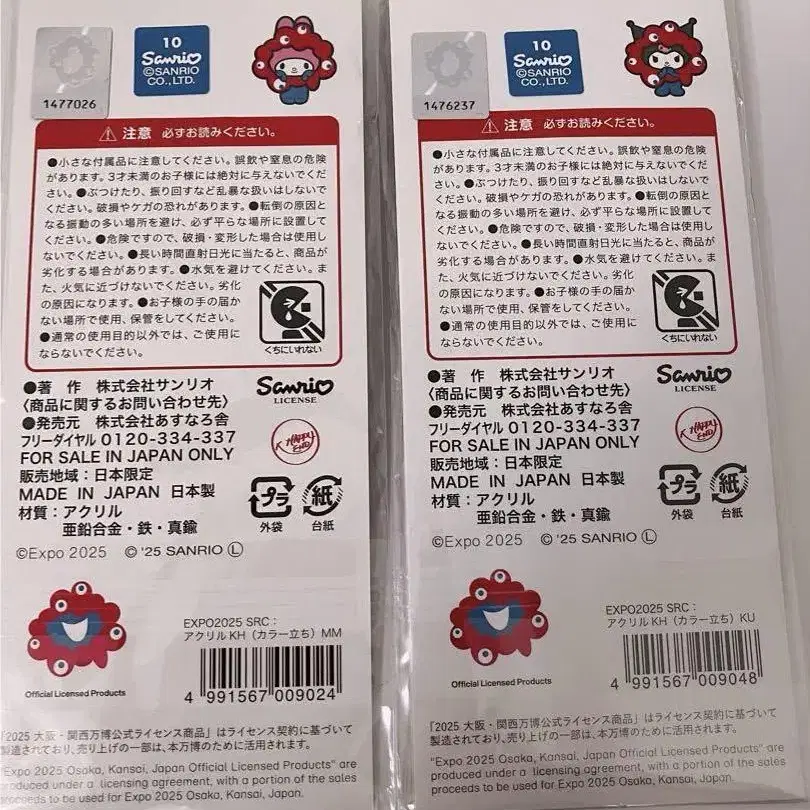 10
Sanrio
©SANRIO
CO., LTD.
1477026
⚠ 注意 必ずお読みください。
●小さな付属品に注意してください。誤飲や窒息の危険
があります。3才未満のお子様には絶対に与えないでくだ
さい。●ぶつけたり、振り回すなど乱暴な扱いはしないで
ください。破損やケガの恐れがあります。●転倒の原因と
なる振動の多い場所を避け、必ず平らな場所に設置して
ください。●危険ですので、破損・変形した場合は使用し
ないでください。●長い時間直射日光に当たると、商品が
劣化する場合があります。●水気を避けてください。ま
た、火気に近づけないでください。劣化
の原因になります。●お子様の手の届か
ない場所で使用、保管をしてください。
●通常の使用目的以外では、ご使用に
ならないでください。
くちにいれない
●著 作 株式会社サンリオ
〈商品に関するお問い合わせ先〉
●発売元 株式会社あすなろ舎
フリーダイヤル 0120-334-337
FOR SALE IN JAPAN ONLY
販売地域：日本限定
MADE IN JAPAN 日本製
材質：アクリル
亜鉛合金・鉄・真鍮
Sanrio
LICENSE
プラ
外袋
紙
台紙
©Expo 2025 © '25 SANRIO Ⓛ
Official Licensed Products
EXPO2025 SRC：
アクリルKH（カラー立ち）MM
4 991567 009024
「2025 大阪・関西万博公式ライセンス商品」はライセンス契約に基づいて
製造されており、売り上げの一部は、本万博のために活用されます。
"Expo 2025 Osaka, Kansai, Japan Official Licensed Products" are
produced under a licensing agreement, with a portion of the sales
proceeds to be used for Expo 2025 Osaka, Kansai, Japan.
10
Sanrio
©SANRIO
CO., LTD.
1476237
⚠ 注意 必ずお読みください。
●小さな付属品に注意してください。誤飲や窒息の危険
があります。3才未満のお子様には絶対に与えないでくだ
さい。●ぶつけたり、振り回すなど乱暴な扱いはしないで
ください。破損やケガの恐れがあります。●転倒の原因と
なる振動の多い場所を避け、必ず平らな場所に設置して
ください。●危険ですので、破損・変形した場合は使用し
ないでください。●長い時間直射日光に当たると、商品が
劣化する場合があります。●水気を避けてください。ま
た、火気に近づけないでください。劣化
の原因になります。●お子様の手の届か
ない場所で使用、保管をしてください。
●通常の使用目的以外では、ご使用に
ならないでください。
くちにいれない
●著 作 株式会社サンリオ
〈商品に関するお問い合わせ先〉
●発売元 株式会社あすなろ舎
フリーダイヤル 0120-334-337
FOR SALE IN JAPAN ONLY
販売地域：日本限定
MADE IN JAPAN 日本製
材質：アクリル
亜鉛合金・鉄・真鍮
Sanrio
LICENSE
プラ
外袋
紙
台紙
©Expo 2025 © '25 SANRIO Ⓛ
Official Licensed Products
EXPO2025 SRC：
アクリルKH（カラー立ち）KU
4 991567 009048
「2025 大阪・関西万博公式ライセンス商品」はライセンス契約に基づいて
製造されており、売り上げの一部は、本万博のために活用されます。
"Expo 2025 Osaka, Kansai, Japan Official Licensed Products" are
produced under a licensing agreement, with a portion of the sales
proceeds to be used for Expo 2025 Osaka, Kansai, Japan.